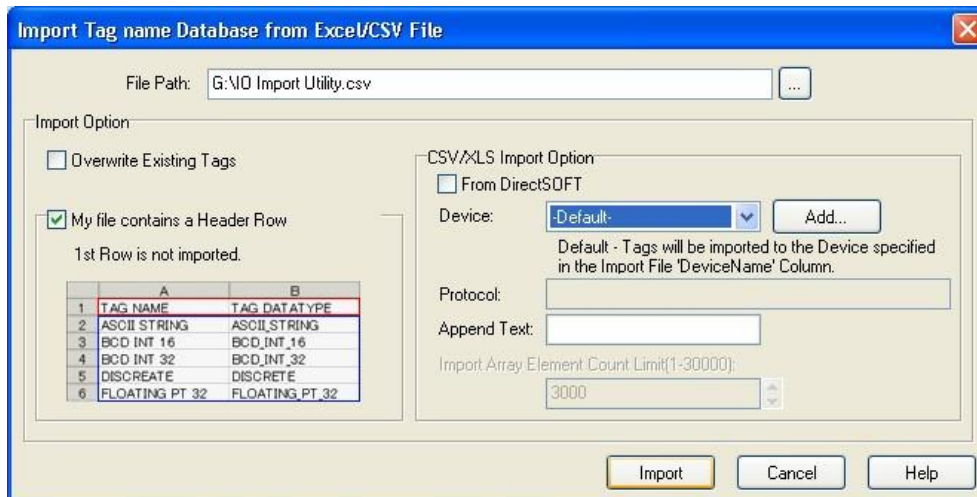 Import Tag name Database from Excel/CSV File
File Path: G:\IO Import Utility.csv ...
Import Option
Overwrite Existing Tags
My file contains a Header Row
1st Row is not imported.
A B
1 TAG NAME TAG DATATYPE
2 ASCII STRING ASCII_STRING
3 BCD INT 16 BCD_INT_16
4 BCD INT 32 BCD_INT_32
5 DISCREATE DISCRETE
6 FLOATING PT 32 FLOATING_PT_32
CSV/XLS Import Option
From DirectSOFT
Device: -Default- Add...
Default - Tags will be imported to the Device specified
in the Import File 'DeviceName' Column.
Protocol:
Append Text:
Import Array Element Count Limit(1-30000):
3000
Import Cancel Help